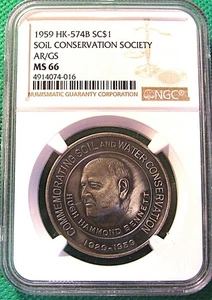 1959 HK-574B SC$1
SOIL CONSERVATION SOCIETY
AR/GS
MS 66
4914074-016
NUMISMATIC GUARANTY CORPORATION
NGC
COMMEMORATING SOIL AND WATER CONSERVATION
HUGH HAMMOND BENNETT
1929-1959